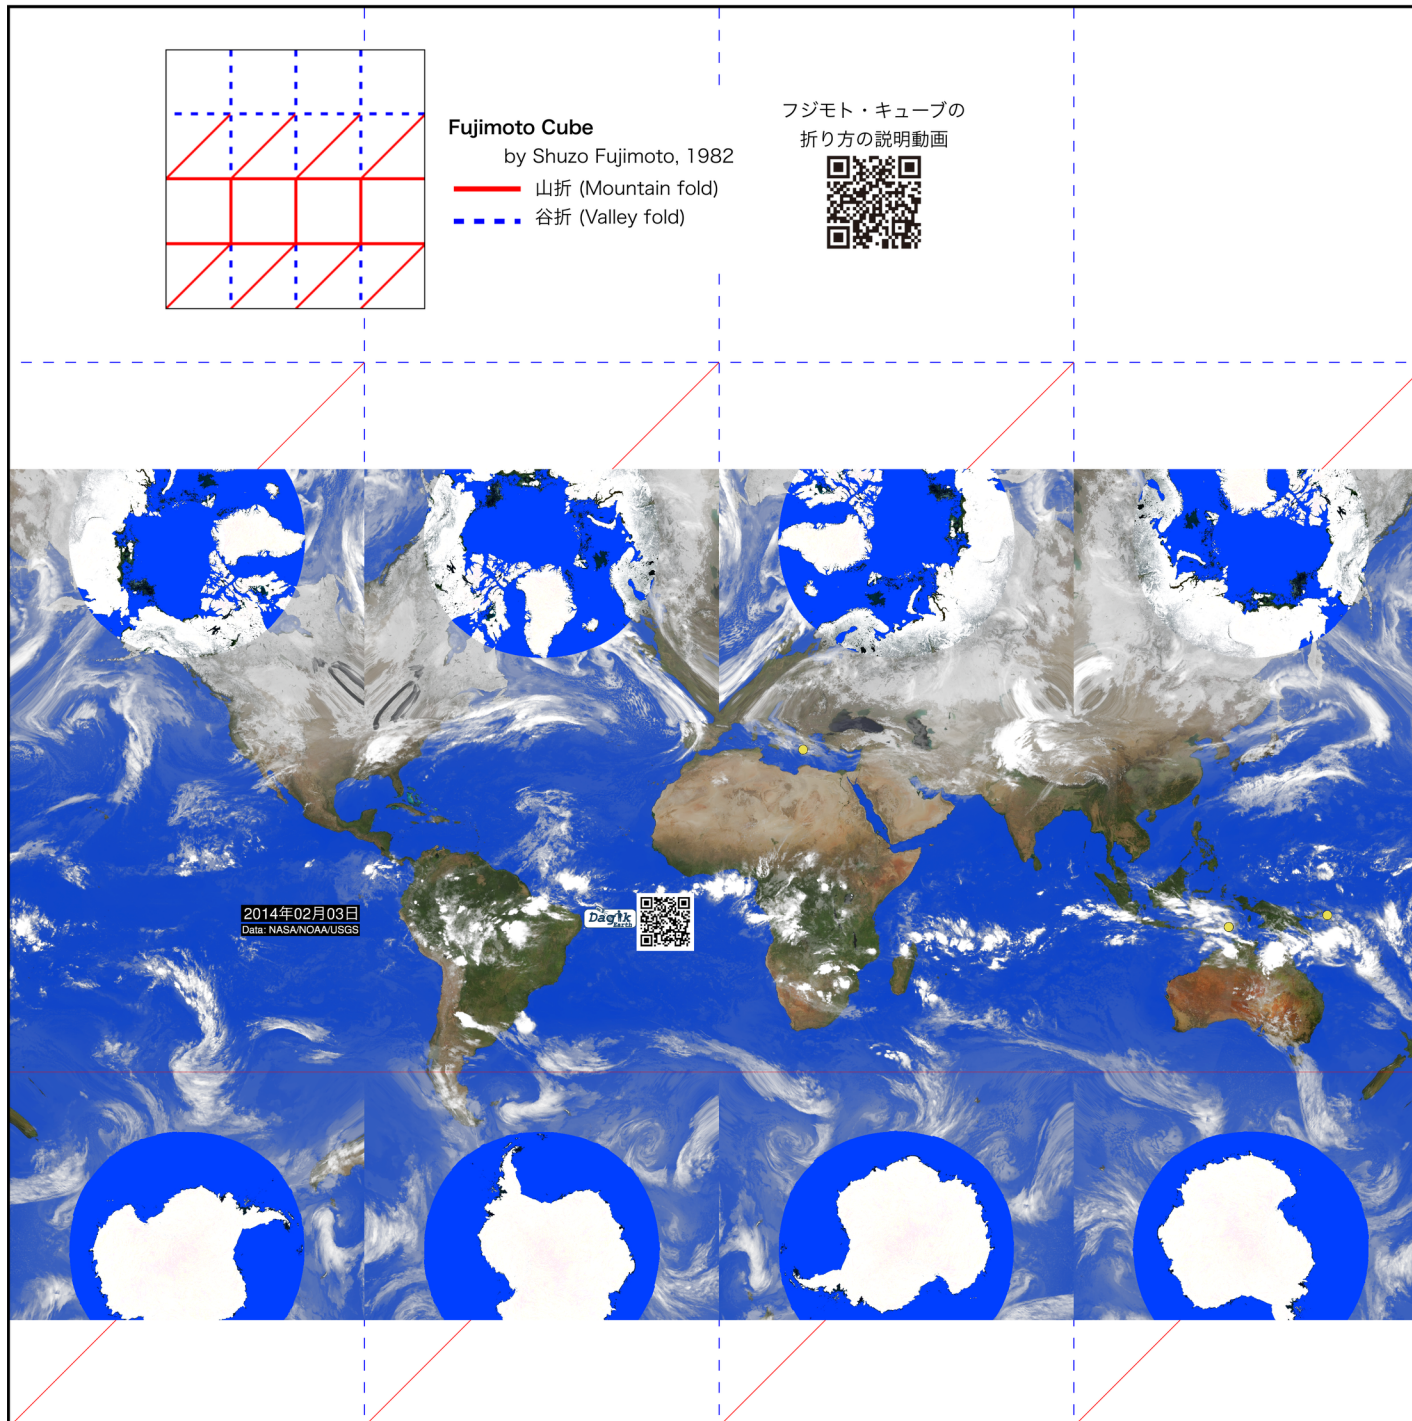 Fujimoto Cube
by Shuzo Fujimoto, 1982
山折 (Mountain fold)
谷折 (Valley fold)
フジモト・キューブの
折り方の説明動画
2014年02月03日
Data: NASA/NOAA/USGS
Dagik
Earth